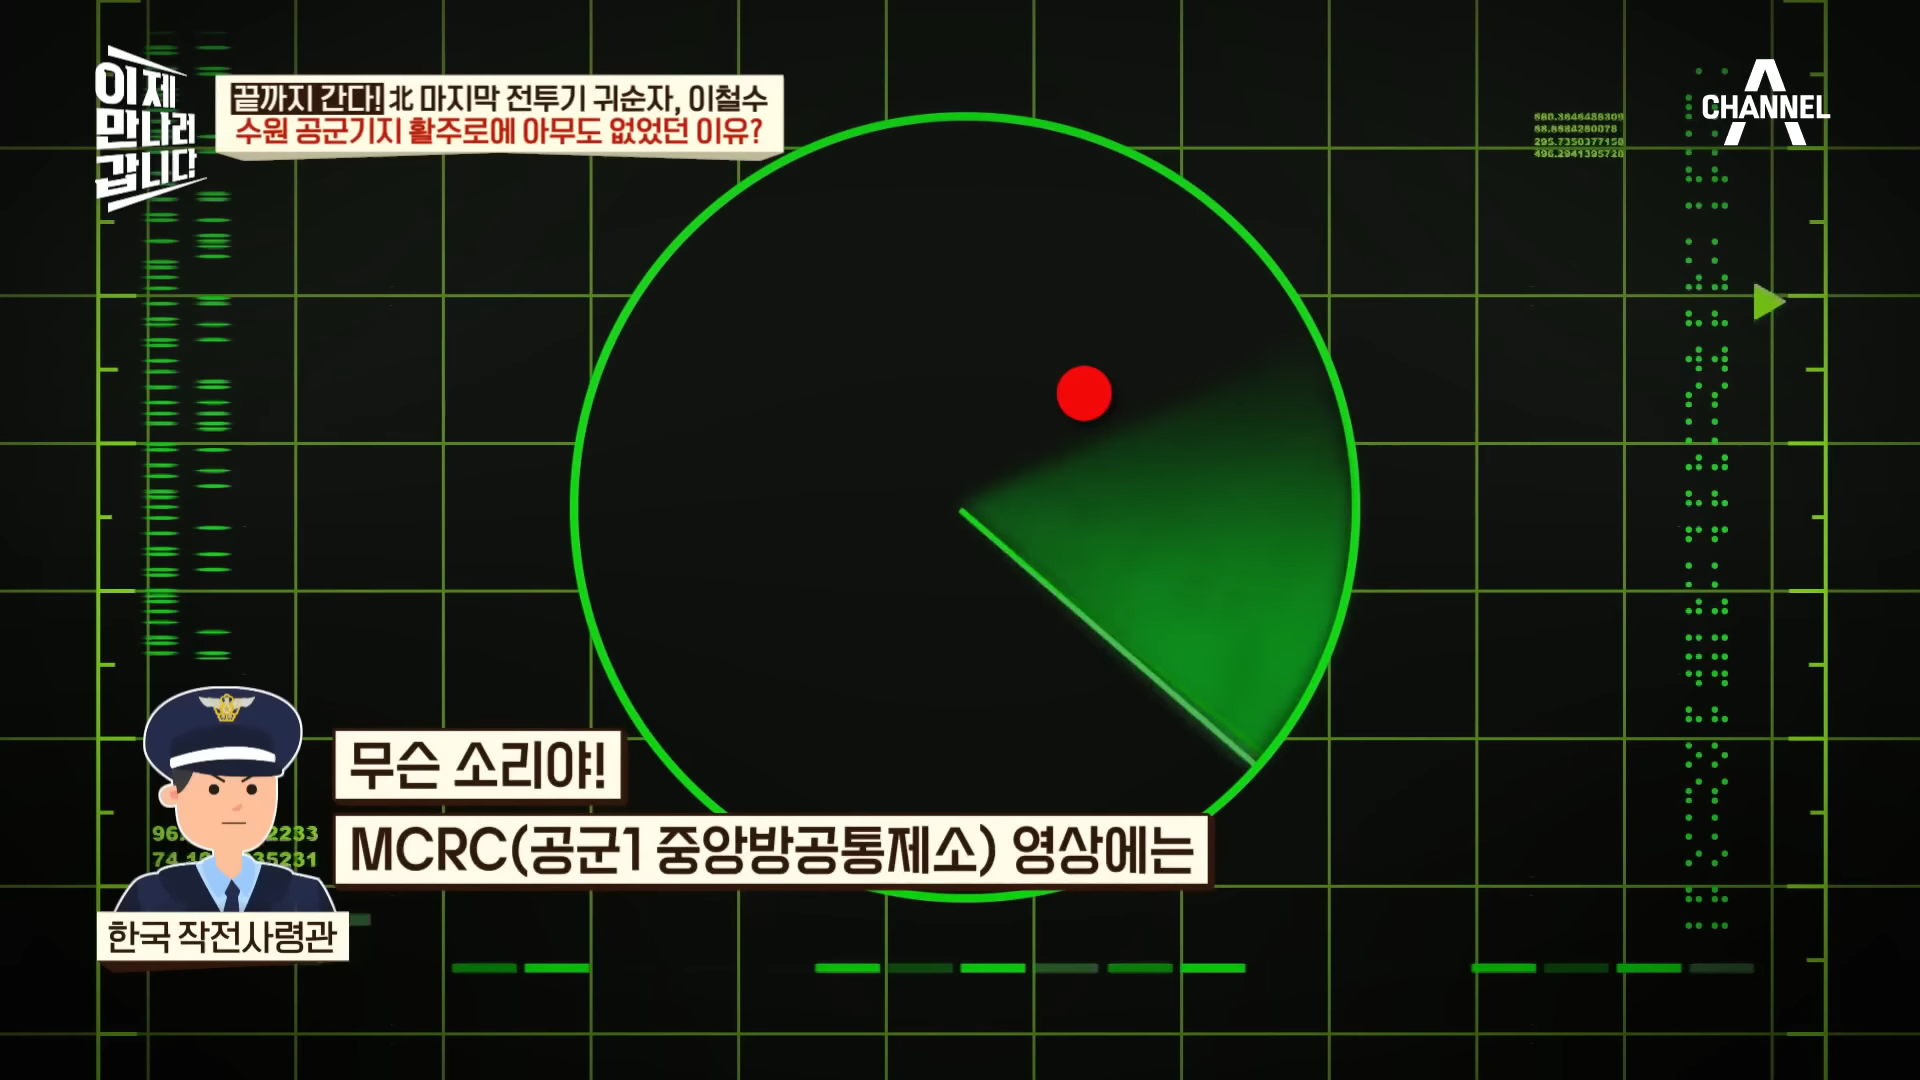 이제
만나러
갑니다
끝까지 간다! 北 마지막 전투기 귀순자, 이철수
수원 공군기지 활주로에 아무도 없었던 이유?
CHANNEL A
무슨 소리야!
MCRC(공군1 중앙방공통제소) 영상에는
한국 작전사령관